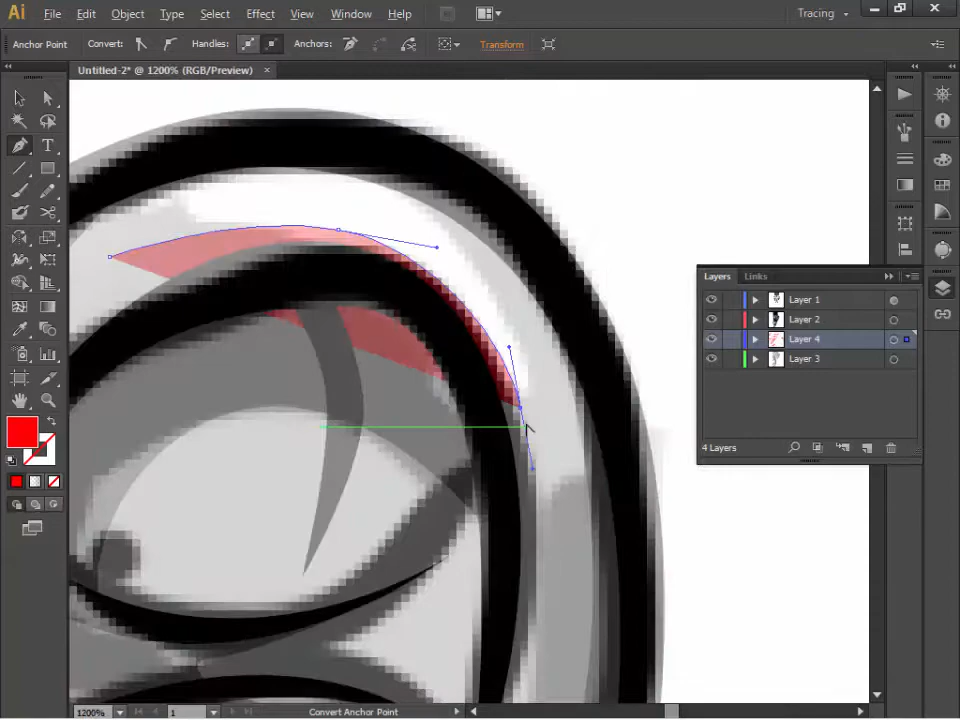 Ai File Edit Object Type Select Effect View Window Help Tracing
Anchor Point Convert: Handles: Anchors: Transform
Untitled-2* @ 1200% (RGB/Preview) ×
Layers Links
Layer 1
Layer 2
Layer 4
Layer 3
4 Layers
1200% 1 Convert Anchor Point